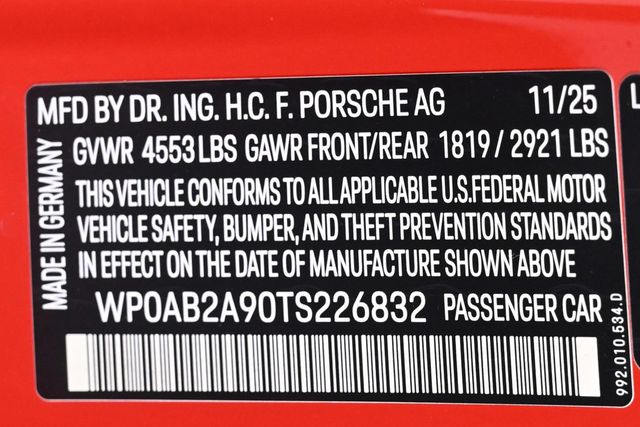 MFD BY DR. ING. H.C. F. PORSCHE AG 11/25
GVWR 4553 LBS GAWR FRONT/REAR 1819 / 2921 LBS
THIS VEHICLE CONFORMS TO ALL APPLICABLE U.S.FEDERAL MOTOR
VEHICLE SAFETY, BUMPER, AND THEFT PREVENTION STANDARDS
IN EFFECT ON THE DATE OF MANUFACTURE SHOWN ABOVE
WP0AB2A90TS226832 PASSENGER CAR
MADE IN GERMANY
992.010.534.D
L